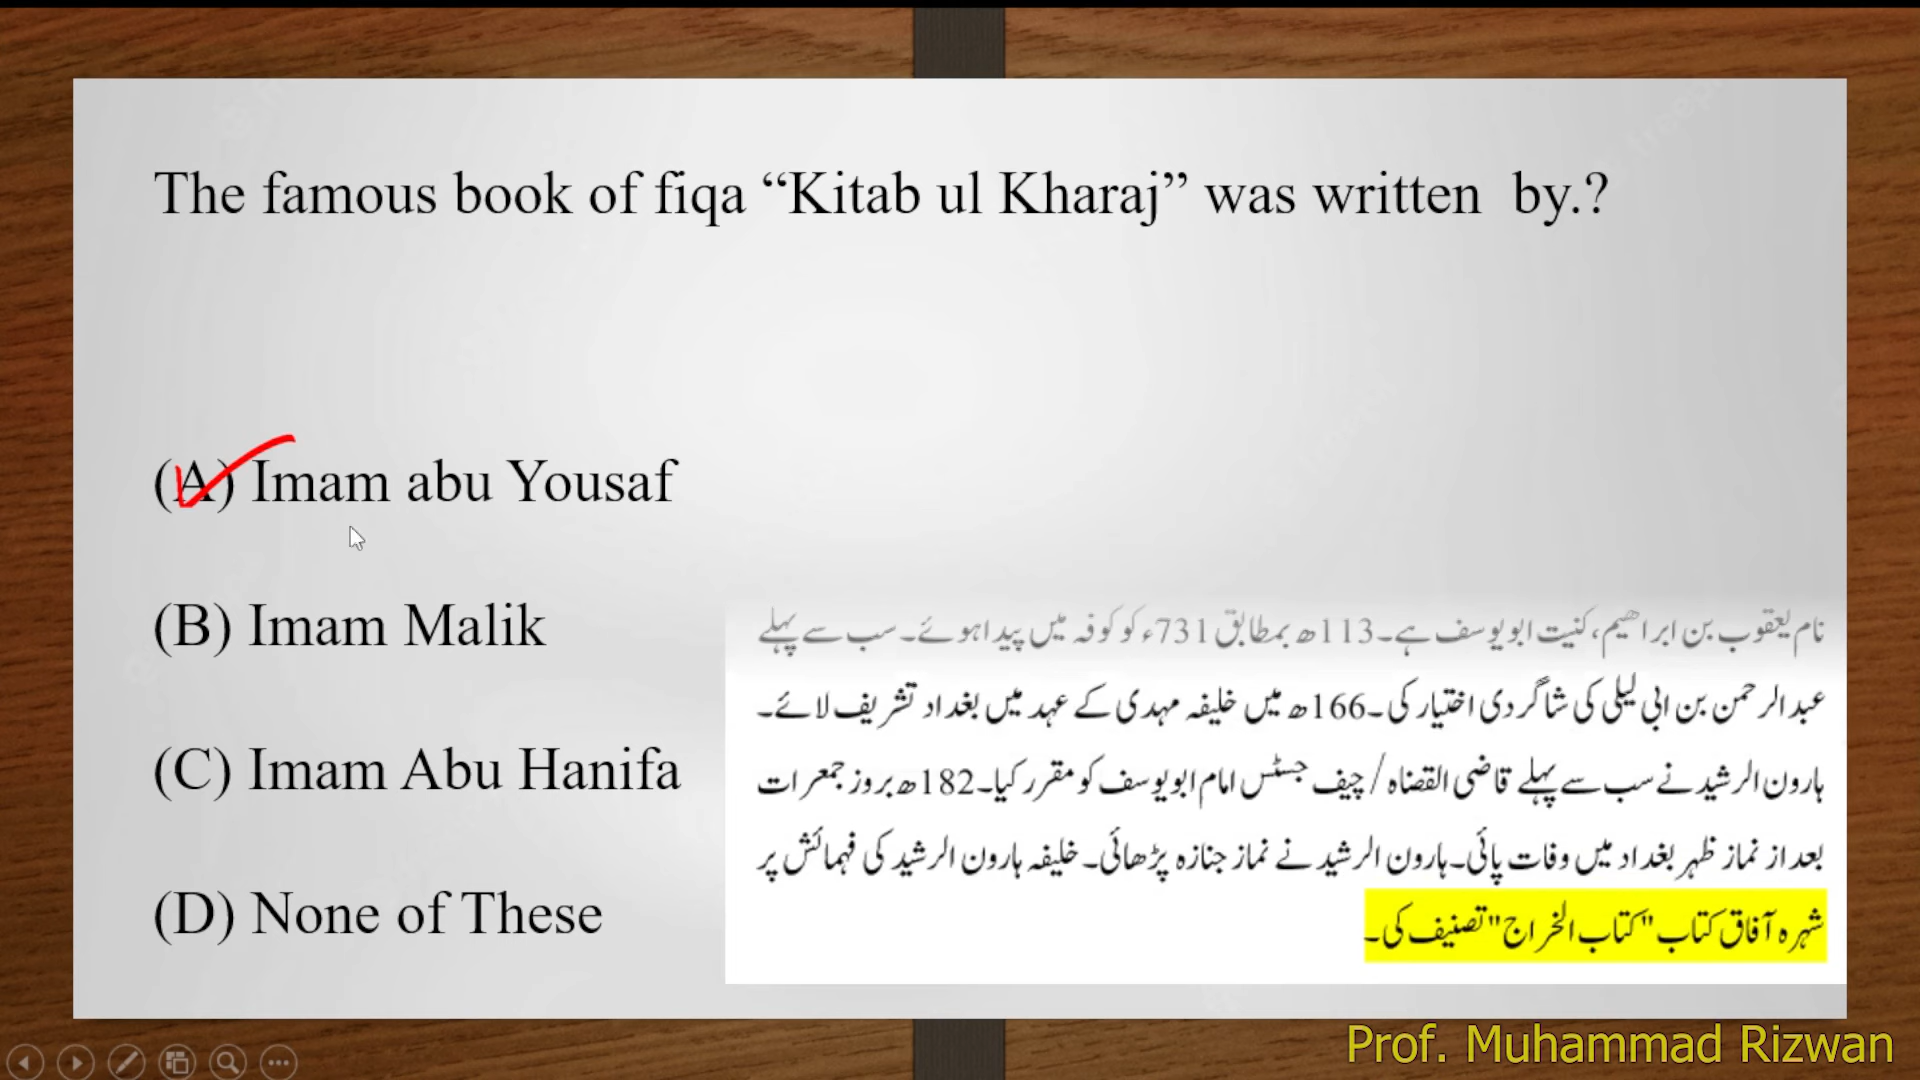 The famous book of fiqa “Kitab ul Kharaj” was written by.?
(A) Imam abu Yousaf
(B) Imam Malik
(C) Imam Abu Hanifa
(D) None of These
نام یعقوب بن ابراھیم، کنیت ابو یوسف ہے۔ 113ھ بمطابق 731ء کو کوفہ میں پیدا ہوئے۔ سب سے پہلے
عبد الرحمن بن ابی لیلی کی شاگردی اختیار کی۔ 166ھ میں خلیفہ مہدی کے عہد میں بغداد تشریف لائے۔
ہارون الرشید نے سب سے پہلے قاضی القضاہ / چیف جسٹس امام ابو یوسف کو مقرر کیا۔ 182ھ بروز جمعرات
بعد از نماز ظہر بغداد میں وفات پائی۔ ہارون الرشید نے نماز جنازہ پڑھائی۔ خلیفہ ہارون الرشید کی فہمائش پر
شہرہ آفاق کتاب "کتاب الخراج" تصنیف کی۔
Prof. Muhammad Rizwan